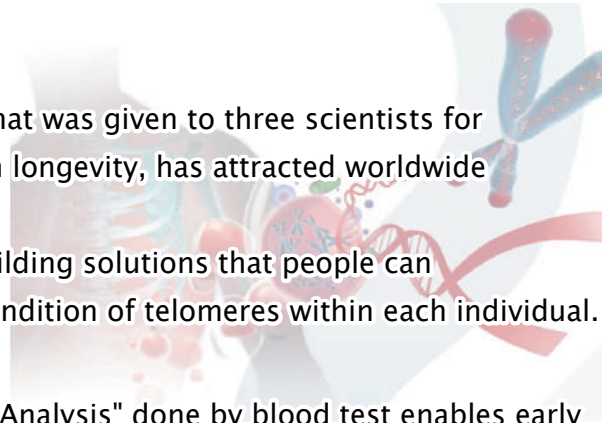 hat was given to three scientists for
n longevity, has attracted worldwide
ilding solutions that people can
ndition of telomeres within each individual.
Analysis" done by blood test enables early